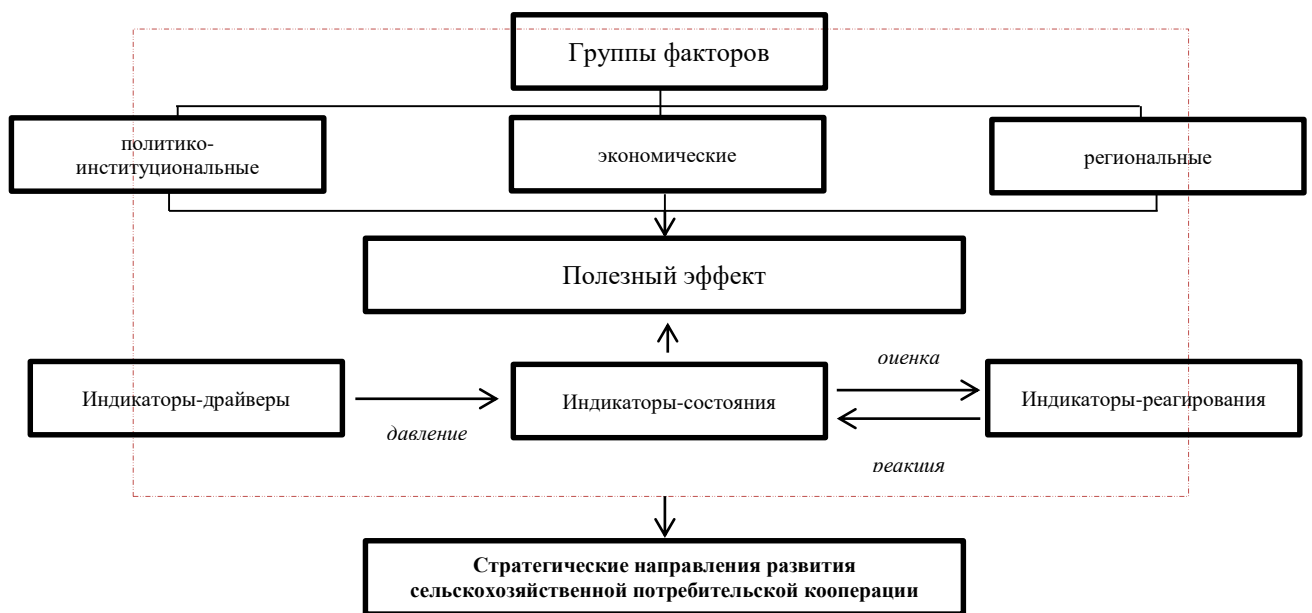 Группы факторов
политико-
институциональные
экономические
региональные
Полезный эффект
Индикаторы-драйверы
давление
Индикаторы-состояния
оценка
Индикаторы-реагирования
реакция
Стратегические направления развития
сельскохозяйственной потребительской кооперации